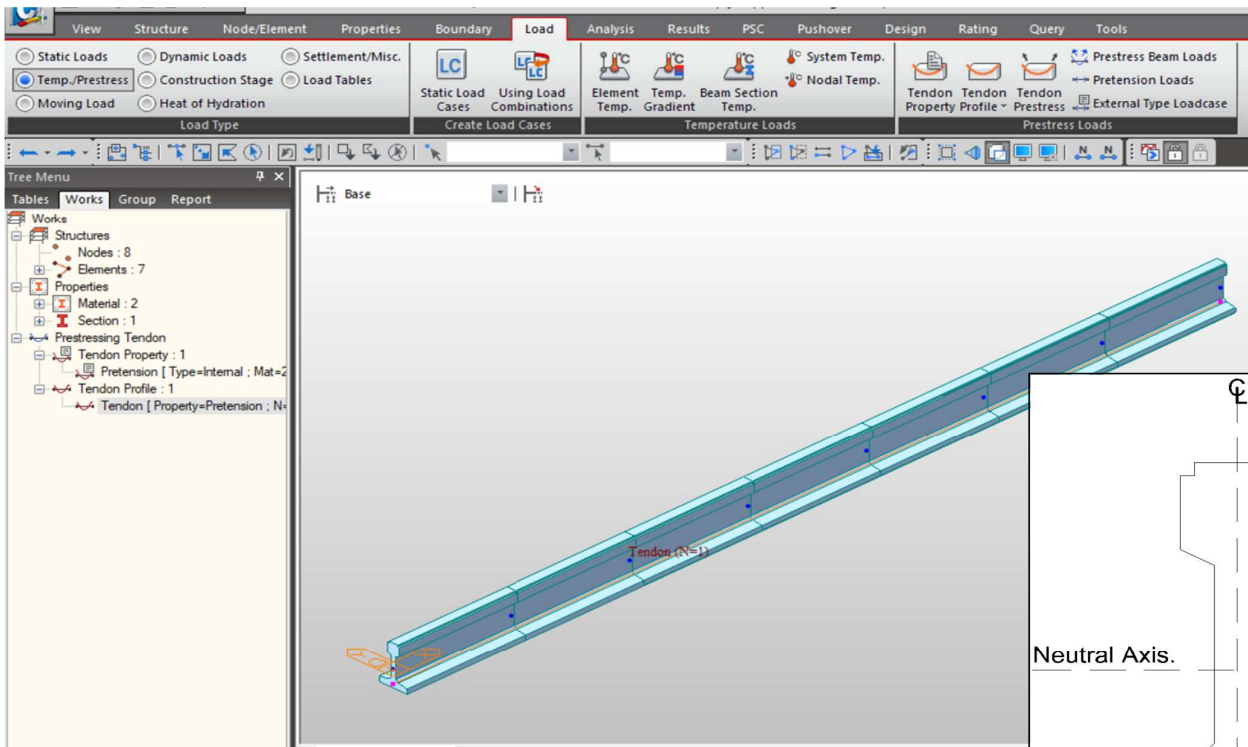 View Structure Node/Element Properties Boundary Load Analysis Results PSC Pushover Design Rating Query Tools
Static Loads Dynamic Loads Settlement/Misc.
Temp./Prestress Construction Stage Load Tables
Moving Load Heat of Hydration
Load Type
LC
LC
LC
Static Load Cases
Using Load Combinations
Create Load Cases
Element Temp.
Temp. Gradient
Beam Section Temp.
System Temp.
Nodal Temp.
Temperature Loads
Tendon Property
Tendon Profile
Tendon Prestress
Prestress Beam Loads
Pretension Loads
External Type Loadcase
Prestress Loads
Tree Menu
Tables Works Group Report
Works
Structures
Nodes : 8
Elements : 7
Properties
Material : 2
Section : 1
Prestressing Tendon
Tendon Property : 1
Pretension [ Type=Internal ; Mat=2
Tendon Profile : 1
Tendon [ Property=Pretension ; N=
Base
Tendon (N=1)
℄
Neutral Axis.